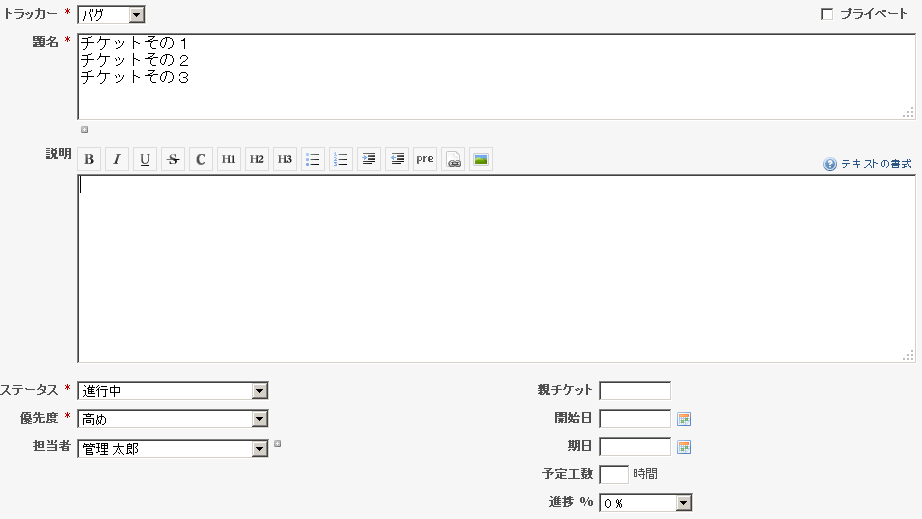 トラッカー * バグ プライベート
題名 * チケットその１
チケットその２
チケットその３
説明 B I U S C H1 H2 H3 pre テキストの書式
ステータス * 進行中 親チケット
優先度 * 高め 開始日
担当者 管理 太郎 期日
予定工数 時間
進捗 % 0 %